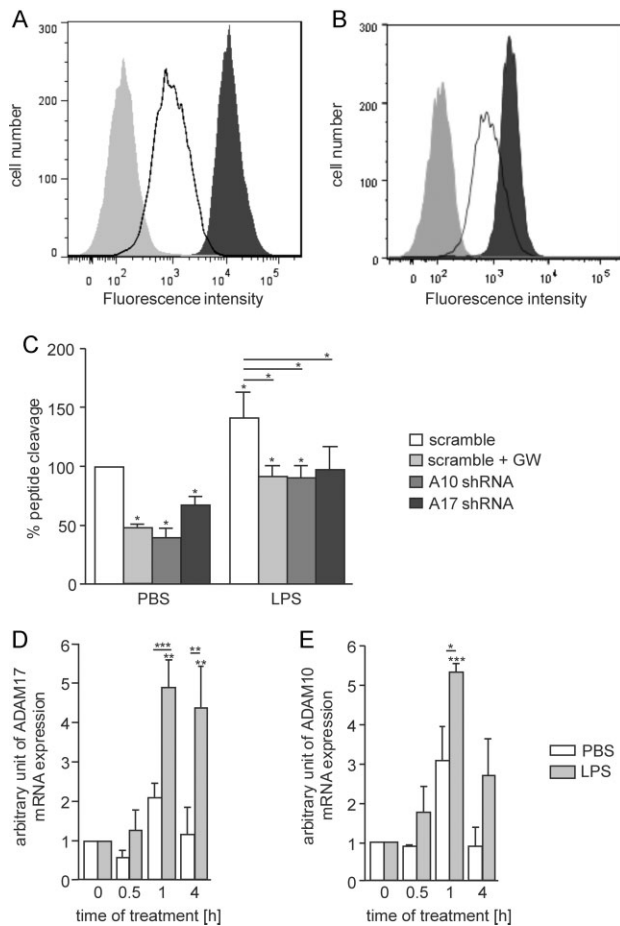 A
B
300
200
100
0
cell number
0
10²
10³
10⁴
10⁵
Fluorescence intensity
300
200
100
0
cell number
0
10²
10³
10⁴
10⁵
Fluorescence intensity
C
200
150
100
50
0
% peptide cleavage
PBS
LPS
* * * * * * * * *
scramble
scramble + GW
A10 shRNA
A17 shRNA
D
6
5
4
3
2
1
0
arbitrary unit of ADAM17
mRNA expression
***
**
**
**
0 0.5 1 4
time of treatment [h]
E
6
5
4
3
2
1
0
arbitrary unit of ADAM10
mRNA expression
*
***
0 0.5 1 4
time of treatment [h]
PBS
LPS